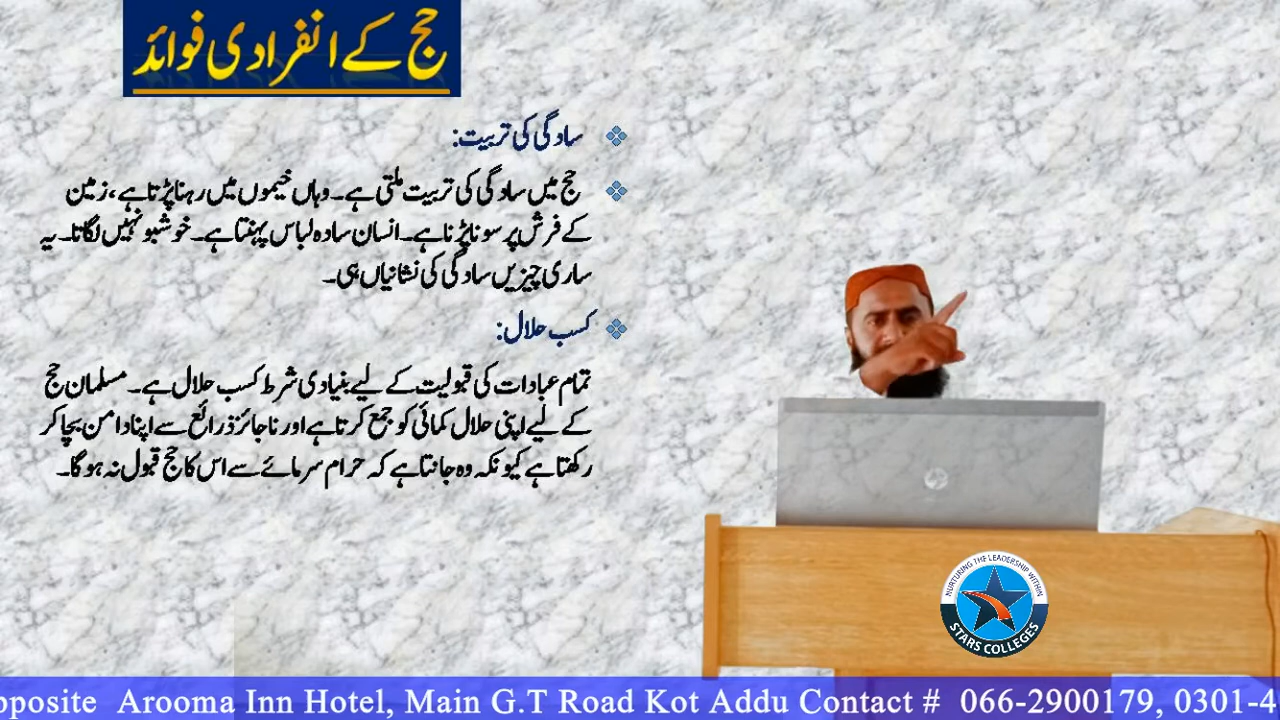 حج کے انفرادی فوائد
سادگی کی تربیت:
حج میں سادگی کی تربیت ملتی ہے۔ وہاں خیموں میں رہنا پڑتا ہے، زمین
کے فرش پر سونا پڑتا ہے۔ انسان سادہ لباس پہنتا ہے۔ خوشبو نہیں لگاتا۔ یہ
ساری چیزیں سادگی کی نشانیاں ہی۔
کسب حلال:
تمام عبادات کی قبولیت کے لیے بنیادی شرط کسب حلال ہے۔ مسلمان حج
کے لیے اپنی حلال کمائی کو جمع کرتا ہے اور ناجائز ذرائع سے اپنا دامن بچا کر
رکھتا ہے کیونکہ وہ جانتا ہے کہ حرام سرمائے سے اس کا حج قبول نہ ہو گا۔
hp
NURTURING THE LEADERSHIP WITHIN
STARS COLLEGES
pposite Arooma Inn Hotel, Main G.T Road Kot Addu Contact # 066-2900179, 0301-4